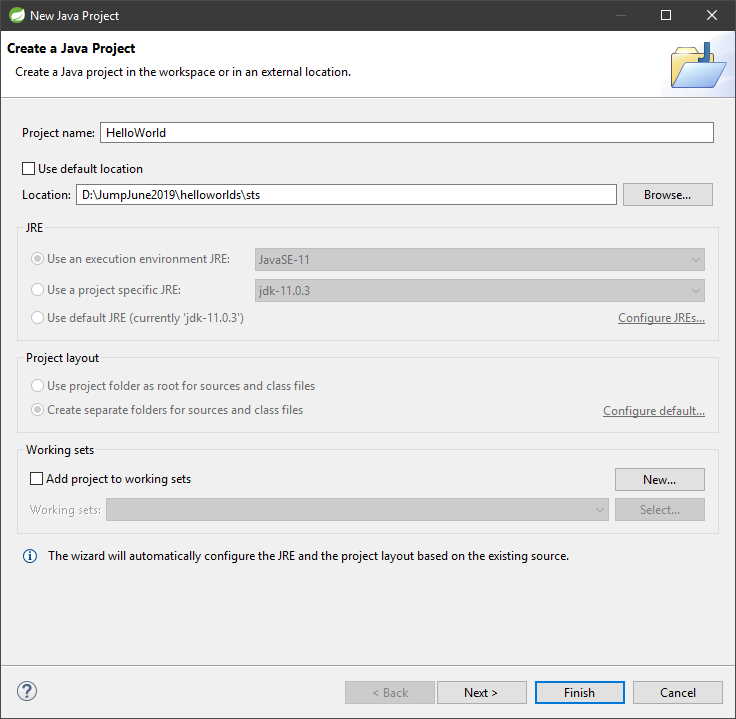 New Java Project
Create a Java Project
Create a Java project in the workspace or in an external location.
Project name: HelloWorld
Use default location
Location: D:\JumpJune2019\helloworlds\sts Browse...
JRE
Use an execution environment JRE: JavaSE-11
Use a project specific JRE: jdk-11.0.3
Use default JRE (currently 'jdk-11.0.3') Configure JREs...
Project layout
Use project folder as root for sources and class files
Create separate folders for sources and class files Configure default...
Working sets
Add project to working sets New...
Working sets: Select...
The wizard will automatically configure the JRE and the project layout based on the existing source.
? < Back Next > Finish Cancel